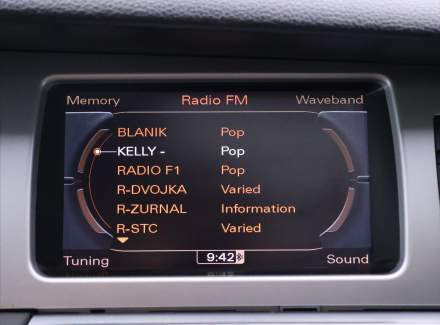 Memory Radio FM Waveband
BLANIK Pop
KELLY - Pop
RADIO F1 Pop
R-DVOJKA Varied
R-ZURNAL Information
R-STC Varied
Tuning 9:42 Sound